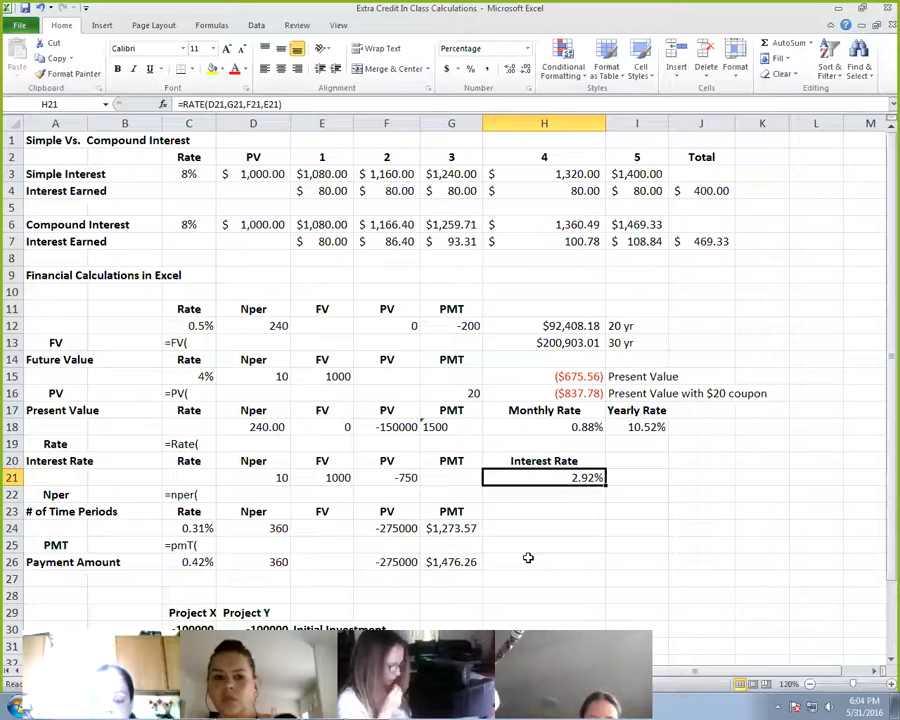 Extra Credit In Class Calculations - Microsoft Excel
File Home Insert Page Layout Formulas Data Review View
Cut
Copy
Format Painter
Paste
Clipboard
Calibri 11
B I U
Font
Wrap Text
Merge & Center
Alignment
Percentage
$ % ,
Number
Conditional Formatting
Format as Table
Cell Styles
Styles
Insert Delete Format
Cells
AutoSum
Fill
Clear
Sort & Filter
Find & Select
Editing
H21 fx =RATE(D21,G21,F21,E21)
A B C D E F G H I J K L M
1 Simple Vs. Compound Interest
2 Rate PV 1 2 3 4 5 Total
3 Simple Interest 8% $ 1,000.00 $1,080.00 $ 1,160.00 $1,240.00 $ 1,320.00 $1,400.00
4 Interest Earned $ 80.00 $ 80.00 $ 80.00 $ 80.00 $ 80.00 $ 400.00
5
6 Compound Interest 8% $ 1,000.00 $1,080.00 $ 1,166.40 $1,259.71 $ 1,360.49 $1,469.33
7 Interest Earned $ 80.00 $ 86.40 $ 93.31 $ 100.78 $ 108.84 $ 469.33
8
9 Financial Calculations in Excel
10
11 Rate Nper FV PV PMT
12 0.5% 240 0 -200 $92,408.18 20 yr
13 FV =FV( $200,903.01 30 yr
14 Future Value Rate Nper FV PV PMT
15 4% 10 1000 ($675.56) Present Value
16 PV =PV( 20 ($837.78) Present Value with $20 coupon
17 Present Value Rate Nper FV PV PMT Monthly Rate Yearly Rate
18 240.00 0 -150000 1500 0.88% 10.52%
19 Rate =Rate(
20 Interest Rate Rate Nper FV PV PMT Interest Rate
21 10 1000 -750 2.92%
22 Nper =nper(
23 # of Time Periods Rate Nper FV PV PMT
24 0.31% 360 -275000 $1,273.57
25 PMT =pmT(
26 Payment Amount 0.42% 360 -275000 $1,476.26
27
28
29 Project X Project Y
30 -100000 -100000 Initial Investment
31
32
120%
6:04 PM
5/31/2016